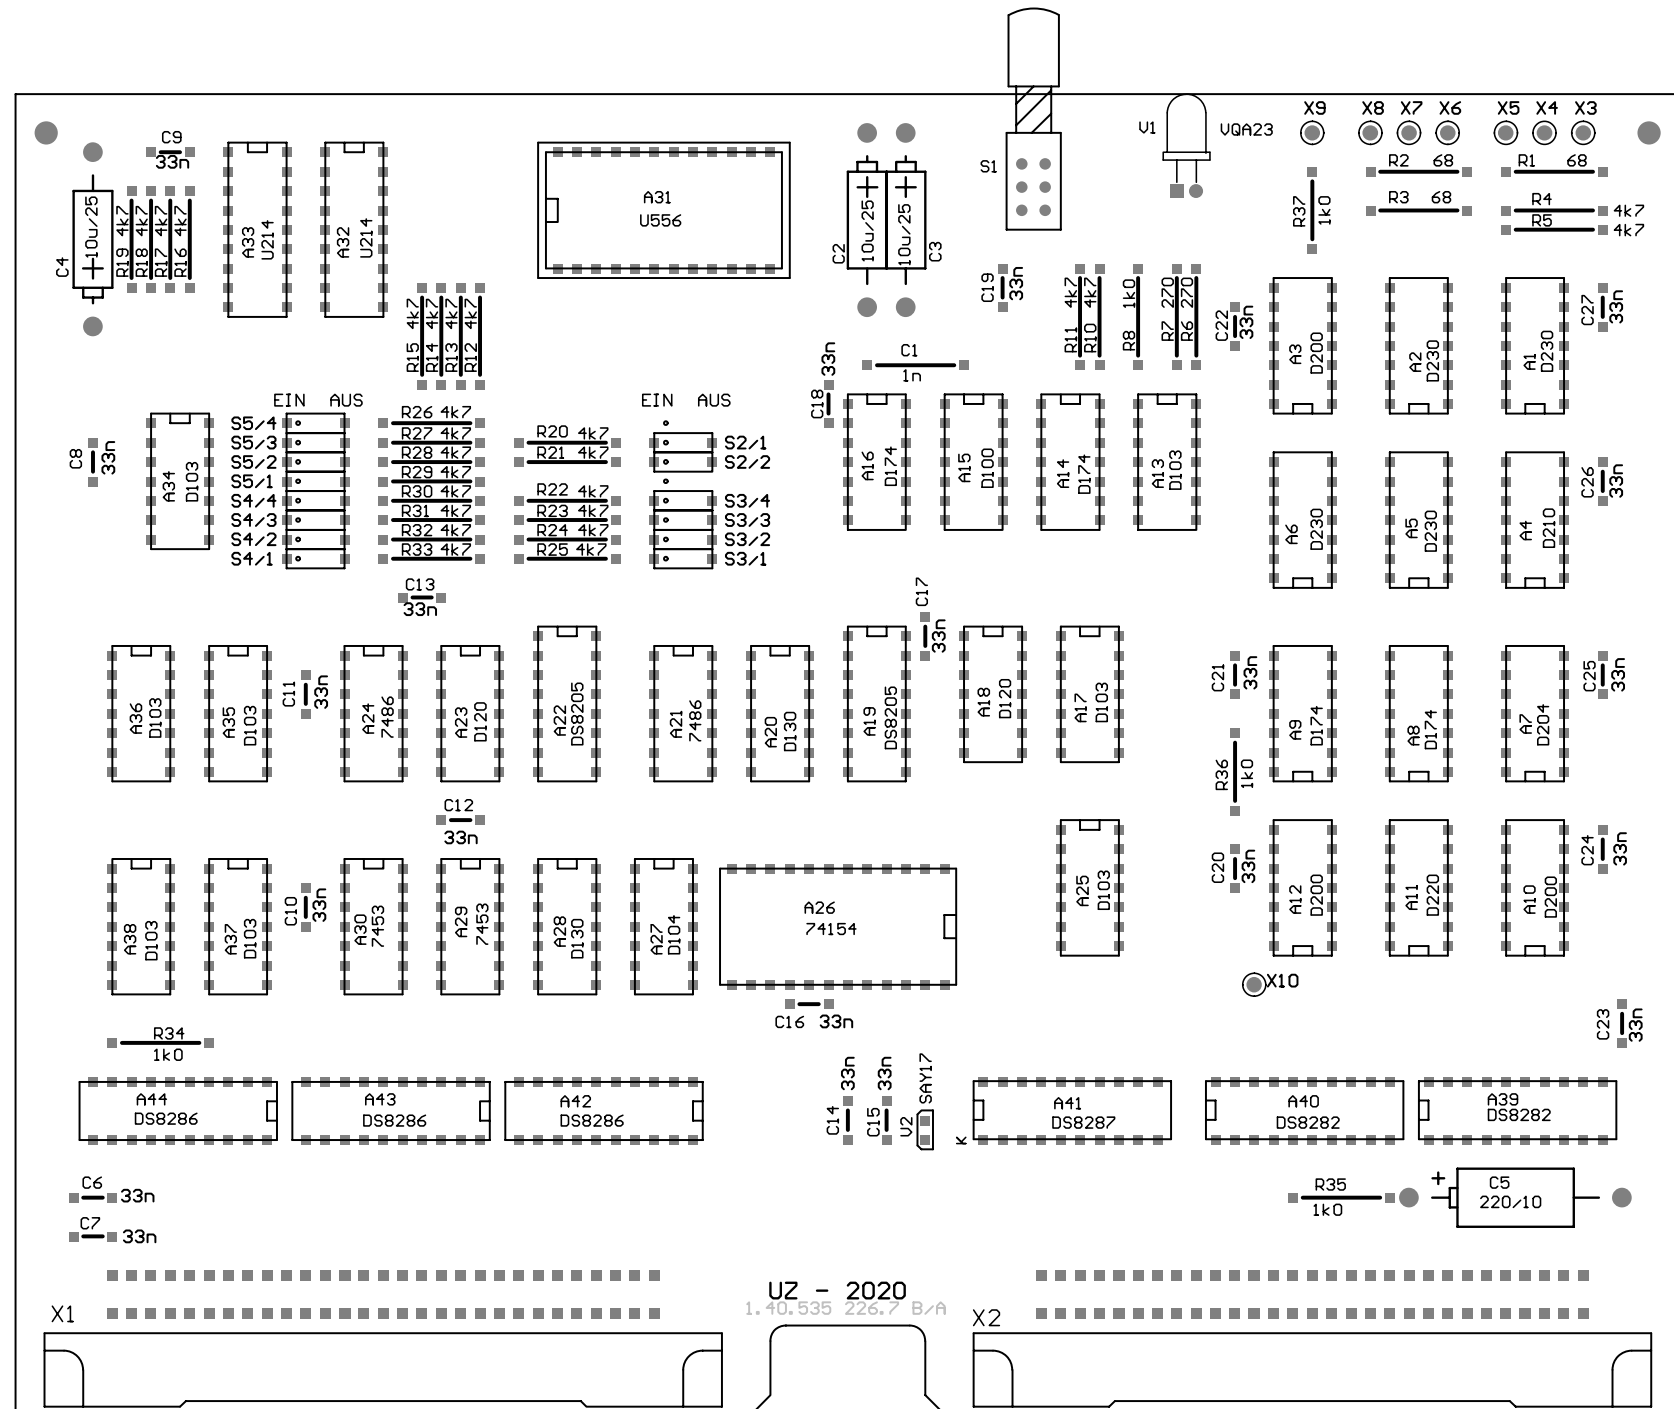 X9
X8
X7
X6
X5
X4
X3
V1
VQA23
C9
33n
S1
R2 68
R1 68
R3 68
R4
4k7
R5
4k7
R37
1k0
C4
10u/25
+
R19 4k7
R18 4k7
R17 4k7
R16 4k7
A33
U214
A32
U214
A31
U556
C2
10u/25
+
10u/25
+
C3
C19
33n
R11 4k7
R10 4k7
R8 1k0
R7 270
R6 270
C22
33n
A3
D200
A2
D230
A1
D230
C27
33n
R15 4k7
R14 4k7
R13 4k7
R12 4k7
C1
1n
C18
33n
EIN AUS
EIN AUS
S5/4
S5/3
S5/2
S5/1
S4/4
S4/3
S4/2
S4/1
R26 4k7
R27 4k7
R28 4k7
R29 4k7
R30 4k7
R31 4k7
R32 4k7
R33 4k7
R20 4k7
R21 4k7
R22 4k7
R23 4k7
R24 4k7
R25 4k7
S2/1
S2/2
S3/4
S3/3
S3/2
S3/1
C8
33n
A34
D103
A16
D174
A15
D100
A14
D174
A13
D103
A6
D230
A5
D230
A4
D210
C26
33n
C13
33n
C17
33n
A36
D103
A35
D103
C11
33n
A24
7486
A23
D120
A22
DS8205
A21
7486
A20
D130
A19
DS8205
A18
D120
A17
D103
C21
33n
A9
D174
A8
D174
A7
D204
C25
33n
R36
1k0
C12
33n
A38
D103
A37
D103
C10
33n
A30
7453
A29
7453
A28
D130
A27
D104
A26
74154
A25
D103
C20
33n
A12
D200
A11
D220
A10
D200
C24
33n
X10
C16 33n
C23
33n
R34
1k0
A44
DS8286
A43
DS8286
A42
DS8286
C14
33n
C15
33n
V2
SAY17
K
A41
DS8287
A40
DS8282
A39
DS8282
C6
33n
C7
33n
R35
1k0
+
C5
220/10
UZ - 2020
1.40.535 226.7 B/A
X1
X2